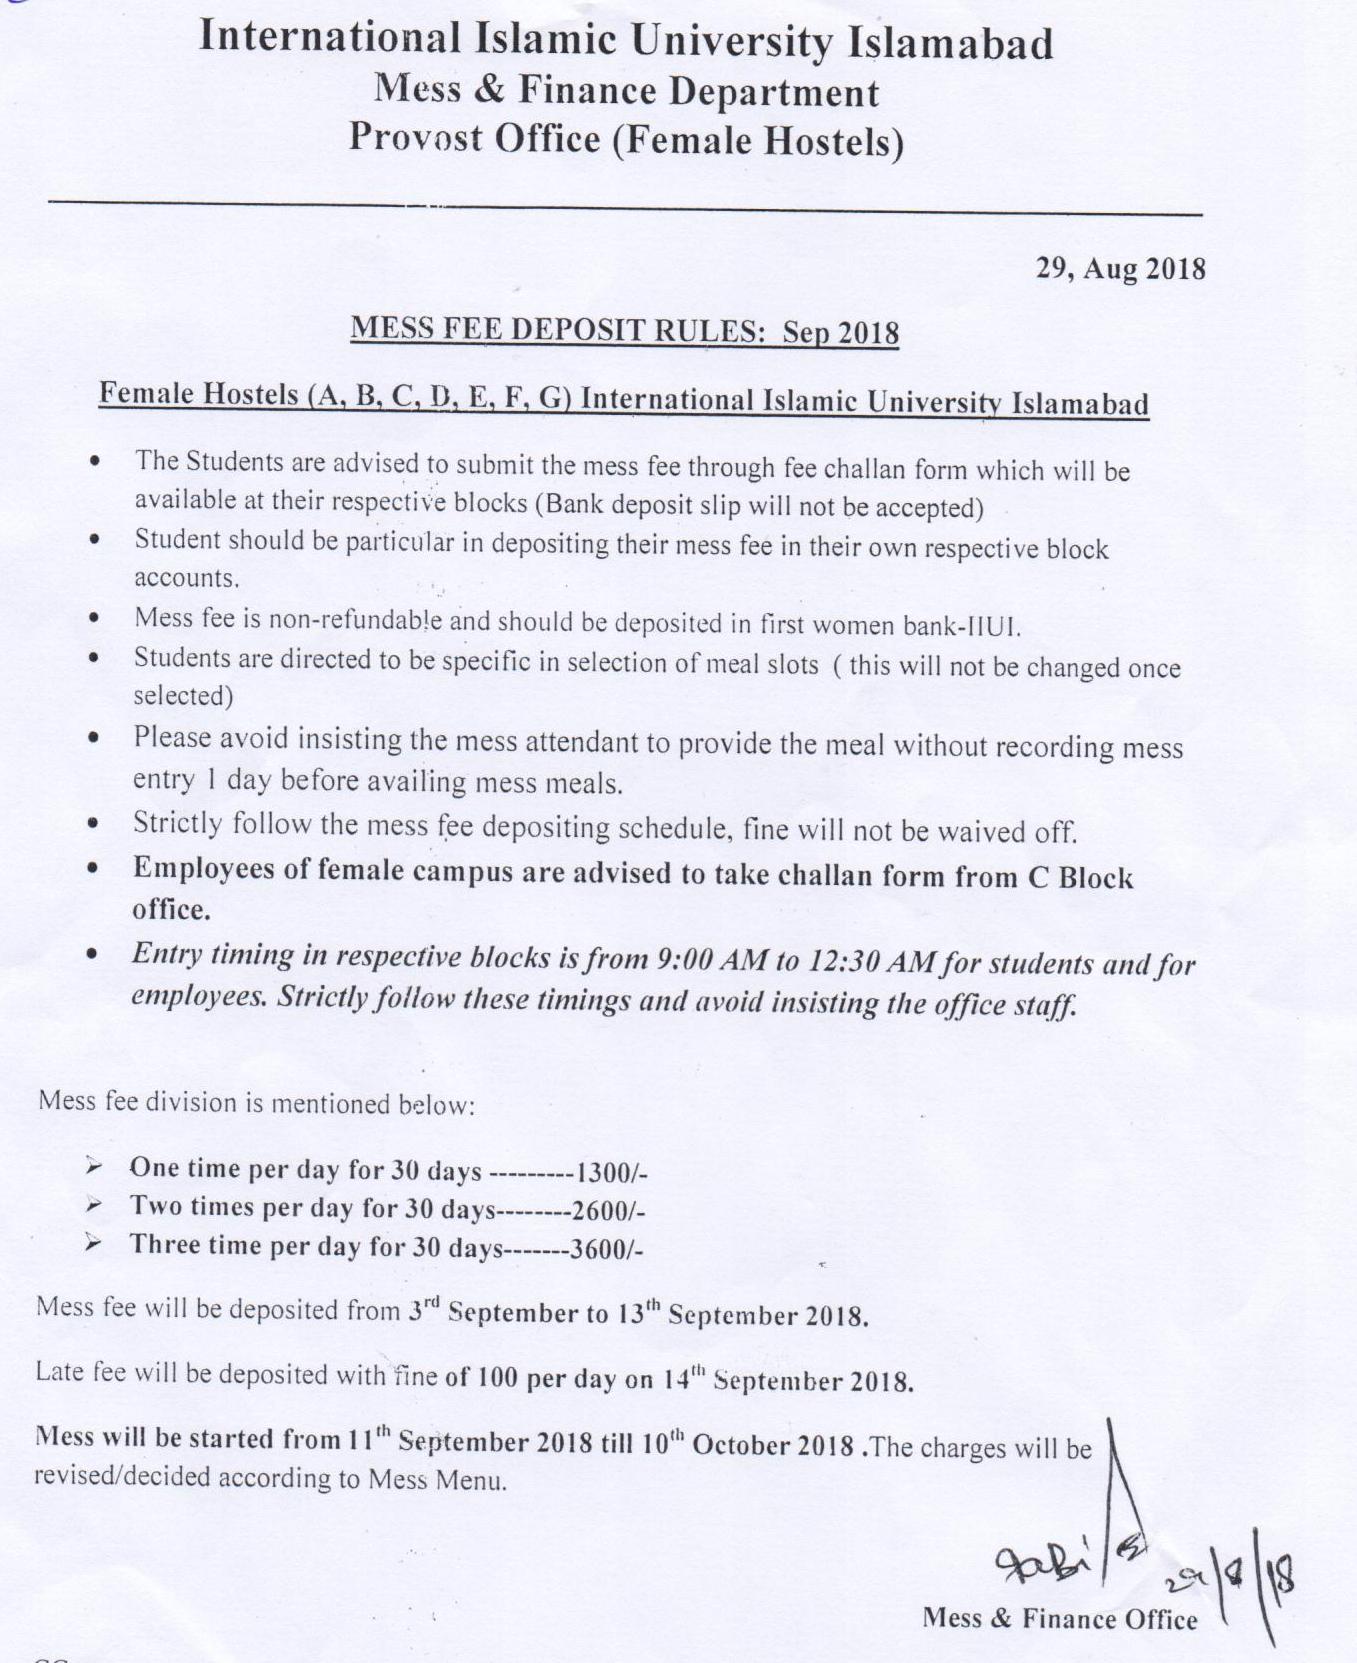 International Islamic University Islamabad
Mess & Finance Department
Provost Office (Female Hostels)
29, Aug 2018
MESS FEE DEPOSIT RULES: Sep 2018
Female Hostels (A, B, C, D, E, F, G) International Islamic University Islamabad
• The Students are advised to submit the mess fee through fee challan form which will be
available at their respective blocks (Bank deposit slip will not be accepted)
• Student should be particular in depositing their mess fee in their own respective block
accounts.
• Mess fee is non-refundable and should be deposited in first women bank-IIUI.
• Students are directed to be specific in selection of meal slots ( this will not be changed once
selected)
• Please avoid insisting the mess attendant to provide the meal without recording mess
entry 1 day before availing mess meals.
• Strictly follow the mess fee depositing schedule, fine will not be waived off.
• Employees of female campus are advised to take challan form from C Block
office.
• Entry timing in respective blocks is from 9:00 AM to 12:30 AM for students and for
employees. Strictly follow these timings and avoid insisting the office staff.
Mess fee division is mentioned below:
➢ One time per day for 30 days ---------1300/-
➢ Two times per day for 30 days--------2600/-
➢ Three time per day for 30 days-------3600/-
Mess fee will be deposited from 3rd September to 13th September 2018.
Late fee will be deposited with fine of 100 per day on 14th September 2018.
Mess will be started from 11th September 2018 till 10th October 2018 .The charges will be
revised/decided according to Mess Menu.
29/8/18
Mess & Finance Office